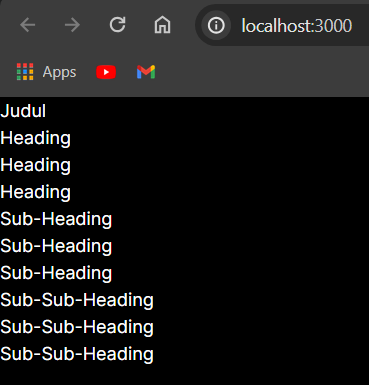 localhost:3000
Apps
Judul
Heading
Heading
Heading
Sub-Heading
Sub-Heading
Sub-Heading
Sub-Sub-Heading
Sub-Sub-Heading
Sub-Sub-Heading